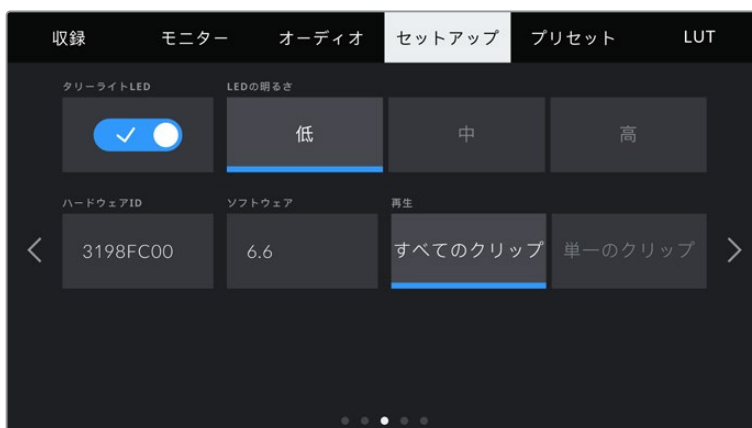 収録 モニター オーディオ セットアップ プリセット LUT
タリーライトLED LEDの明るさ
低 中 高
ハードウェアID ソフトウェア 再生
3198FC00 6.6 すべてのクリップ 単一のクリップ